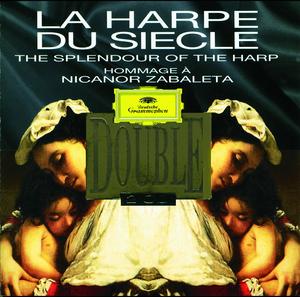 LA HARPE
DU SIECLE
THE SPLENDOUR OF THE HARP
HOMMAGE À
NICANOR ZABALETA
Deutsche
Grammophon
DOUBLE
2 CD